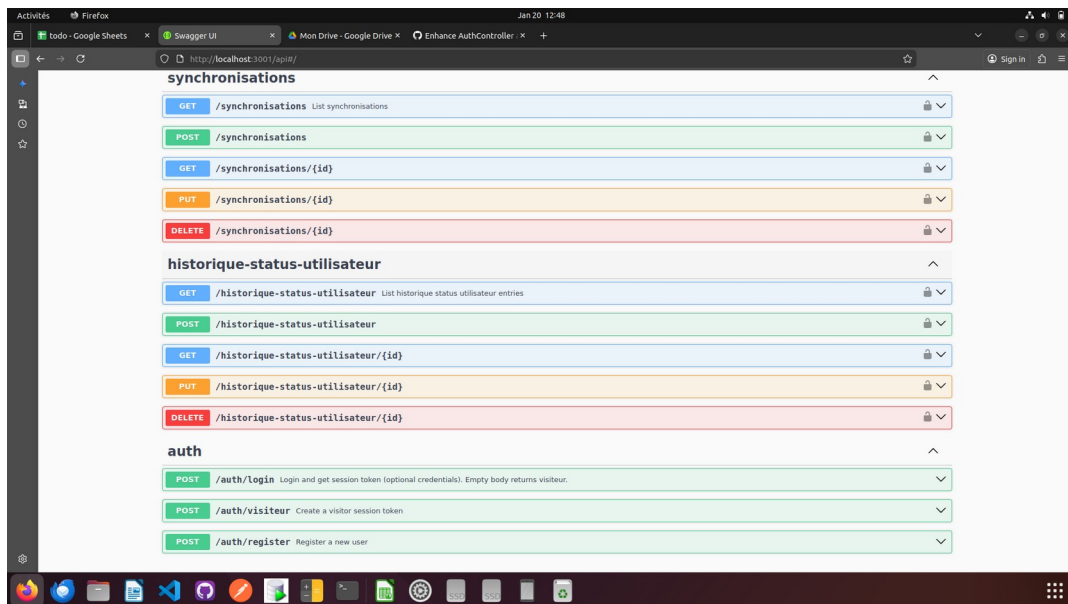 Activités Firefox Jan 20 12:48
todo - Google Sheets × Swagger UI × Mon Drive - Google Drive × Enhance AuthController · × +
http://localhost:3001/api#/ Sign in
synchronisations
GET /synchronisations List synchronisations
POST /synchronisations
GET /synchronisations/{id}
PUT /synchronisations/{id}
DELETE /synchronisations/{id}
historique-status-utilisateur
GET /historique-status-utilisateur List historique status utilisateur entries
POST /historique-status-utilisateur
GET /historique-status-utilisateur/{id}
PUT /historique-status-utilisateur/{id}
DELETE /historique-status-utilisateur/{id}
auth
POST /auth/login Login and get session token (optional credentials). Empty body returns visiteur.
POST /auth/visiteur Create a visitor session token
POST /auth/register Register a new user
SSD SSD